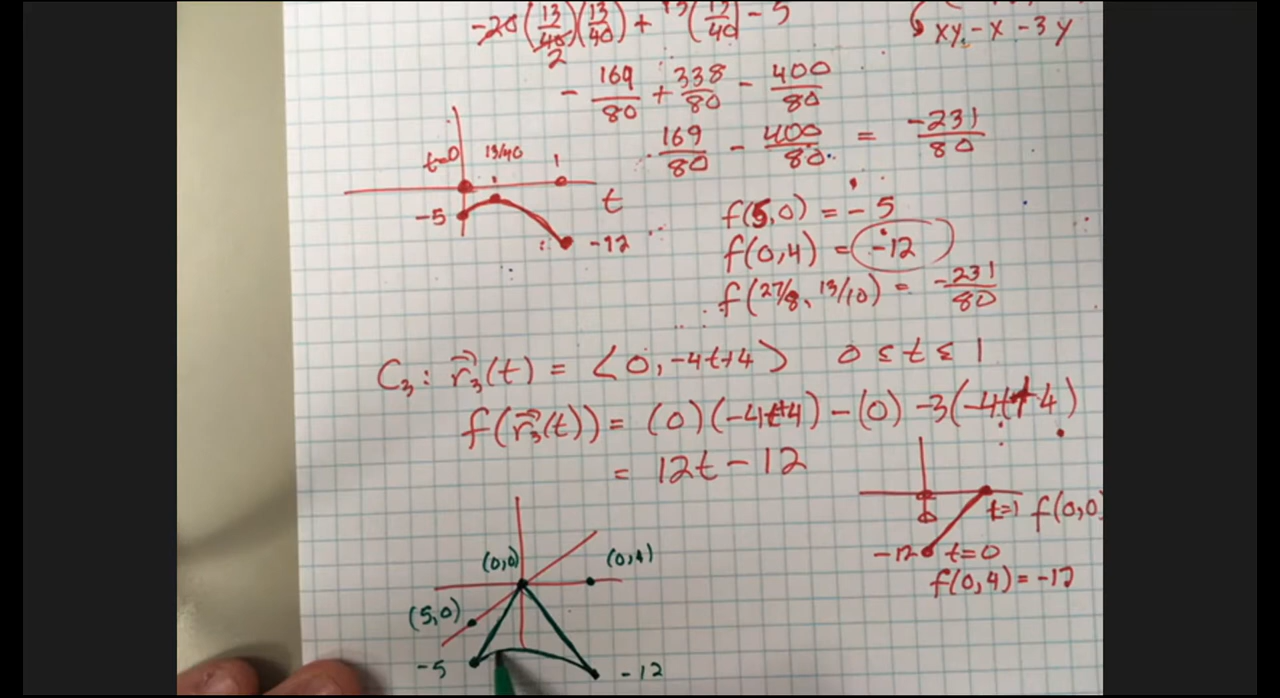 -20(13/40)(13/40) + 13(13/40) - 5
2
xy - x - 3y
- 169/80 + 338/80 - 400/80
169/80 - 400/80 = -231/80
t=0 13/40 1
t
-5
-12
f(5,0) = -5
f(0,4) = -12
f(27/8, 13/10) = -231/80
C₃: r⃗₃(t) = ⟨0, -4t+4⟩ 0 ≤ t ≤ 1
f(r⃗₃(t)) = (0)(-4t+4) - (0) - 3(-4t+4)
= 12t - 12
t=1 f(0,0)
-12 t=0
f(0,4) = -12
(0,0) (0,4)
(5,0)
-5 -12